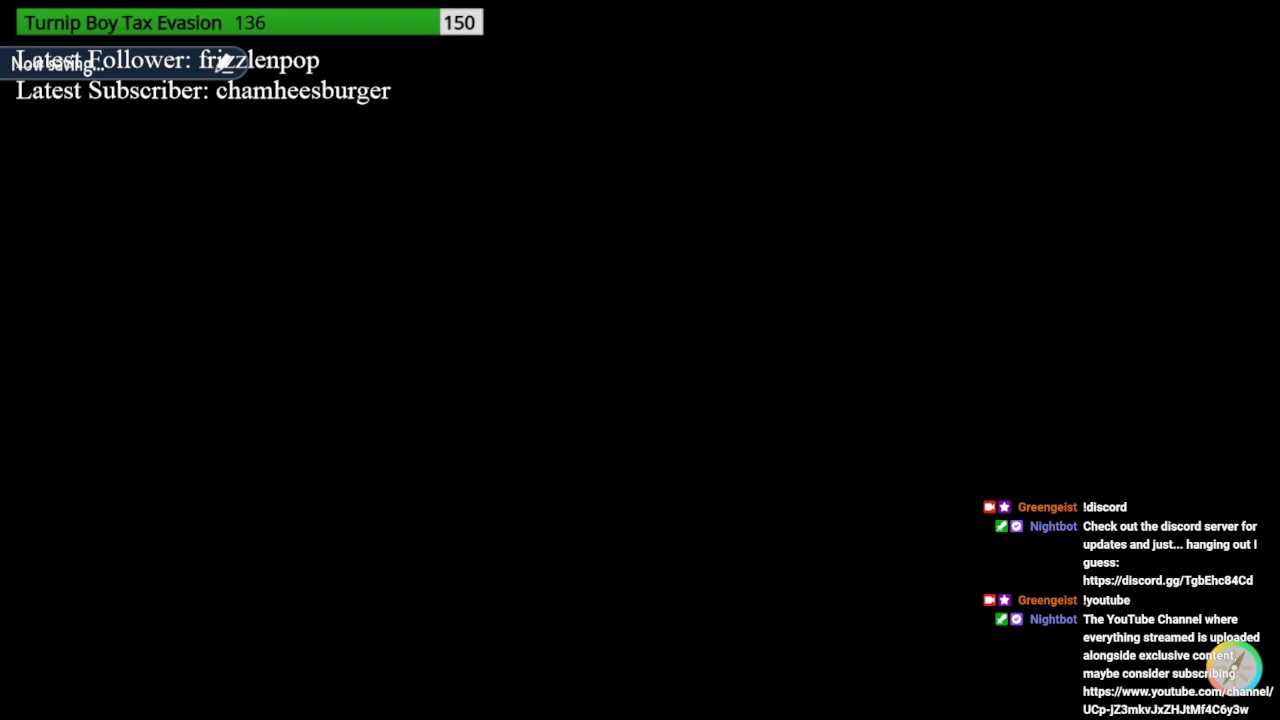 Turnip Boy Tax Evasion 136 150
Latest Follower: frizzlenpop
Now saving...
Latest Subscriber: chamheesburger
Greengeist !discord
Nightbot Check out the discord server for
updates and just... hanging out I
guess:
https://discord.gg/TgbEhc84Cd
Greengeist !youtube
Nightbot The YouTube Channel where
everything streamed is uploaded
alongside exclusive content,
maybe consider subscribing:
https://www.youtube.com/channel/
UCp-jZ3mkvJxZHJtMf4C6y3w